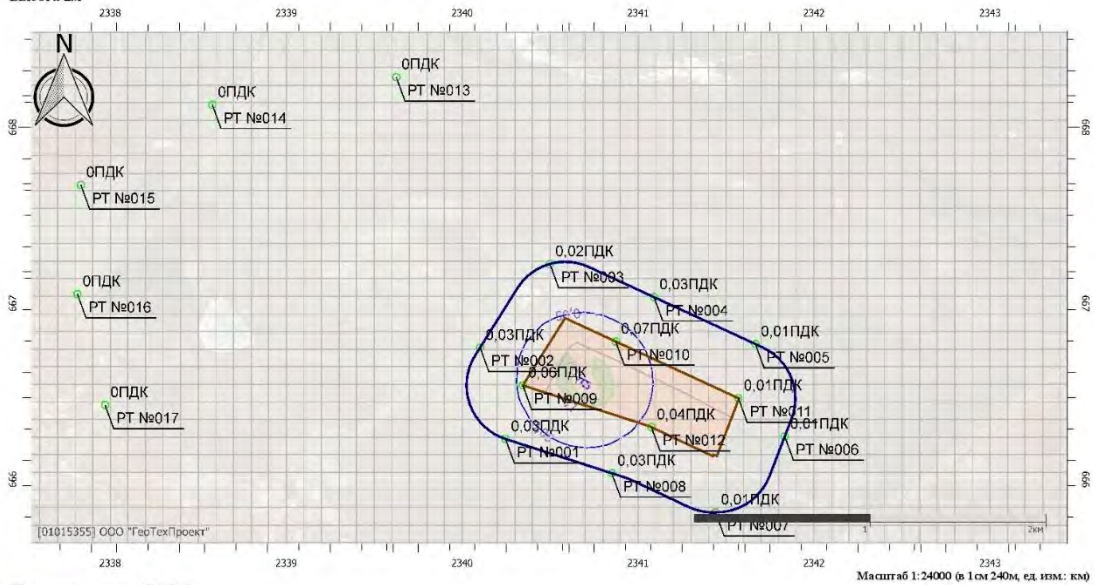 2338 2339 2340 2341 2342 2343
N
0ПДК
РТ №013
0ПДК
РТ №014
668 668
0ПДК
РТ №015
0,02ПДК
РТ №003
0ПДК
РТ №016
0,03ПДК
РТ №004
667 667
0,05
0,07ПДК
РТ №010
0,01ПДК
РТ №005
0,03ПДК
РТ №002
0,06ПДК
РТ №009
0,01ПДК
РТ №011
0ПДК
РТ №017
0,04ПДК
РТ №012
0,01ПДК
РТ №006
0,03ПДК
РТ №001
0,03ПДК
РТ №008
666 666
0,01ПДК
РТ №007
[01015355] ООО "ГеоТехПроект"
1 2км
2338 2339 2340 2341 2342 2343
Масштаб 1:24000 (в 1см 240м, ед. изм.: км)